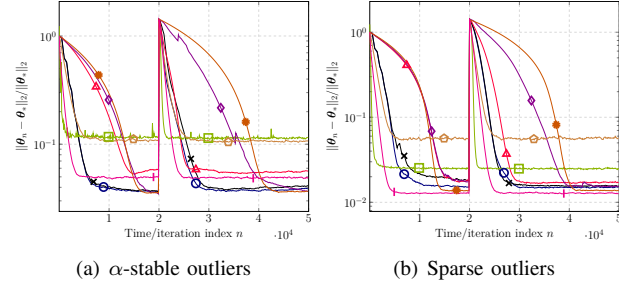 ‖θ_n − θ_*‖_2/‖θ_*‖_2
10^0
10^{-1}
1
2
3
4
5
Time/iteration index n
·10^4
(a) α-stable outliers
‖θ_n − θ_*‖_2/‖θ_*‖_2
10^0
10^{-1}
10^{-2}
1
2
3
4
5
Time/iteration index n
·10^4
(b) Sparse outliers